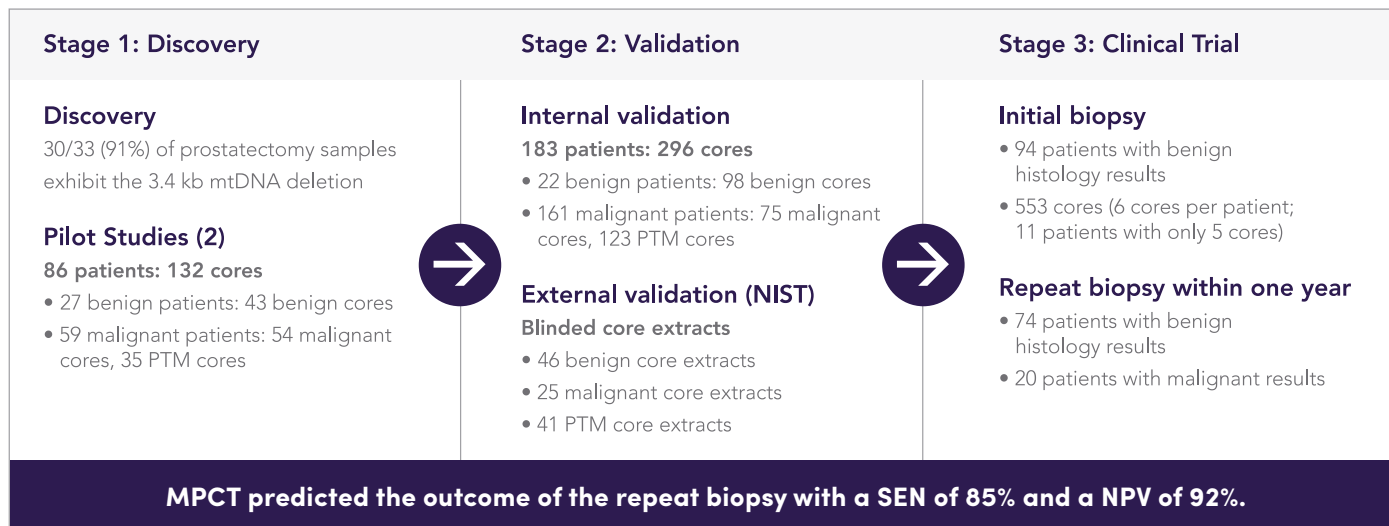 Stage 1: Discovery
Discovery
30/33 (91%) of prostatectomy samples
exhibit the 3.4 kb mtDNA deletion
Pilot Studies (2)
86 patients: 132 cores
• 27 benign patients: 43 benign cores
• 59 malignant patients: 54 malignant
cores, 35 PTM cores
Stage 2: Validation
Internal validation
183 patients: 296 cores
• 22 benign patients: 98 benign cores
• 161 malignant patients: 75 malignant
cores, 123 PTM cores
External validation (NIST)
Blinded core extracts
• 46 benign core extracts
• 25 malignant core extracts
• 41 PTM core extracts
Stage 3: Clinical Trial
Initial biopsy
• 94 patients with benign
histology results
• 553 cores (6 cores per patient;
11 patients with only 5 cores)
Repeat biopsy within one year
• 74 patients with benign
histology results
• 20 patients with malignant results
MPCT predicted the outcome of the repeat biopsy with a SEN of 85% and a NPV of 92%.